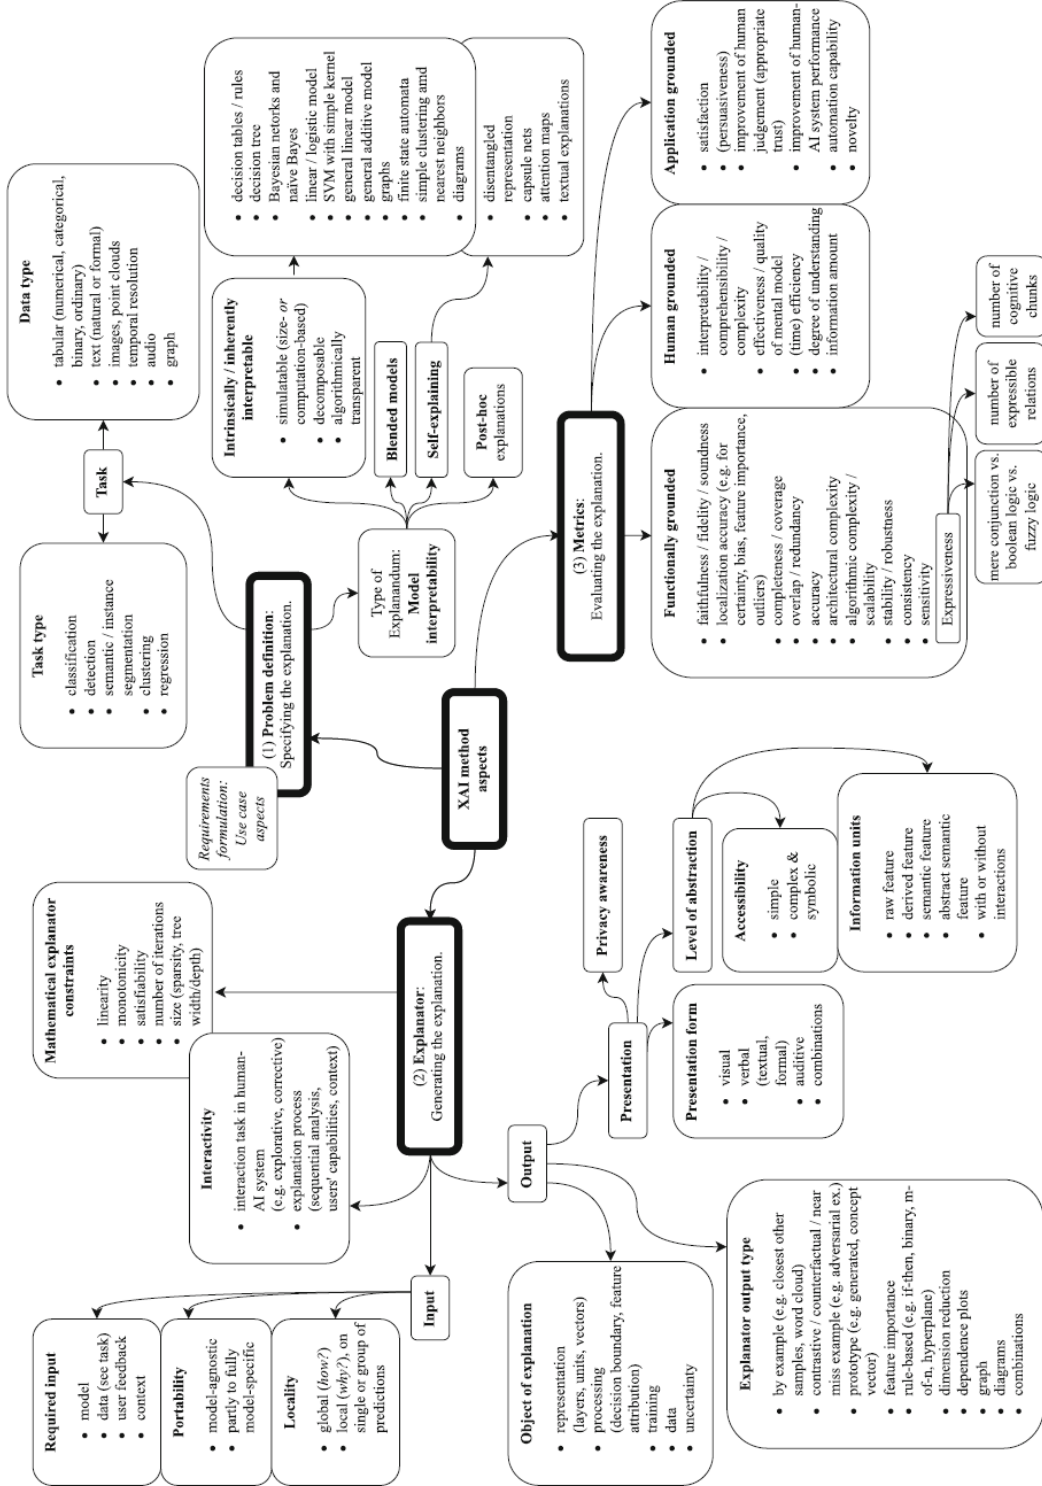 Required input
• model
• data (see task)
• user feedback
• context
Portability
• model-agnostic
• partly to fully
model-specific
Locality
• global (how?)
• local (why?), on
single or group of
predictions
Input
Mathematical explanator
constraints
• linearity
• monotonicity
• satisfiability
• number of iterations
• size (sparsity, tree
width/depth)
Interactivity
• interaction task in human-
AI system
(e.g. explorative, corrective)
• explanation process
(sequential analysis,
users' capabilities, context)
(2) Explanator:
Generating the explanation.
Output
Object of explanation
• representation
(layers, units, vectors)
• processing
(decision boundary, feature
attribution)
• training
• data
• uncertainty
Explanator output type
• by example (e.g. closest other
samples, word cloud)
• contrastive / counterfactual / near
miss example (e.g. adversarial ex.)
• prototype (e.g. generated, concept
vector)
• feature importance
• rule-based (e.g. if-then, binary, m-
of-n, hyperplane)
• dimension reduction
• dependence plots
• graph
• diagrams
• combinations
Presentation
Presentation form
• visual
• verbal
(textual,
formal)
• auditive
• combinations
Privacy awareness
Level of abstraction
Accessibility
• simple
• complex &
symbolic
Information units
• raw feature
• derived feature
• semantic feature
• abstract semantic
feature
• with or without
interactions
XAI method
aspects
Requirements
formulation:
Use case
aspects
(1) Problem definition:
Specifying the explanation.
Task
Task type
• classification
• detection
• semantic / instance
segmentation
• clustering
• regression
Data type
• tabular (numerical, categorical,
binary, ordinary)
• text (natural or formal)
• images, point clouds
• temporal resolution
• audio
• graph
Type of
Explanandum:
Model
interpretability
Intrinsically / inherently
interpretable
• simulatable (size- or
computation-based)
• decomposable
• algorithmically
transparent
Blended models
Self-explaining
Post-hoc
explanations
• decision tables / rules
• decision tree
• Bayesian netorks and
naïve Bayes
• linear / logistic model
• SVM with simple kernel
• general linear model
• general additive model
• graphs
• finite state automata
• simple clustering amd
nearest neighbors
• diagrams
• disentangled
representation
• capsule nets
• attention maps
• textual explanations
(3) Metrics:
Evaluating the explanation.
Functionally grounded
• faithfulness / fidelity / soundness
• localization accuracy (e.g. for
certainty, bias, feature importance,
outliers)
• completeness / coverage
• overlap / redundancy
• accuracy
• architectural complexity
• algorithmic complexity /
scalability
• stability / robustness
• consistency
• sensitivity
Expressiveness
mere conjunction vs.
boolean logic vs.
fuzzy logic
number of
expressible
relations
number of
cognitive
chunks
Human grounded
• interpretability /
comprehensibility /
complexity
• effectiveness / quality
of mental model
• (time) efficiency
• degree of understanding
• information amount
Application grounded
• satisfaction
• (persuasiveness)
• improvement of human
judgement (appropriate
trust)
• improvement of human-
AI system performance
• automation capability
• novelty